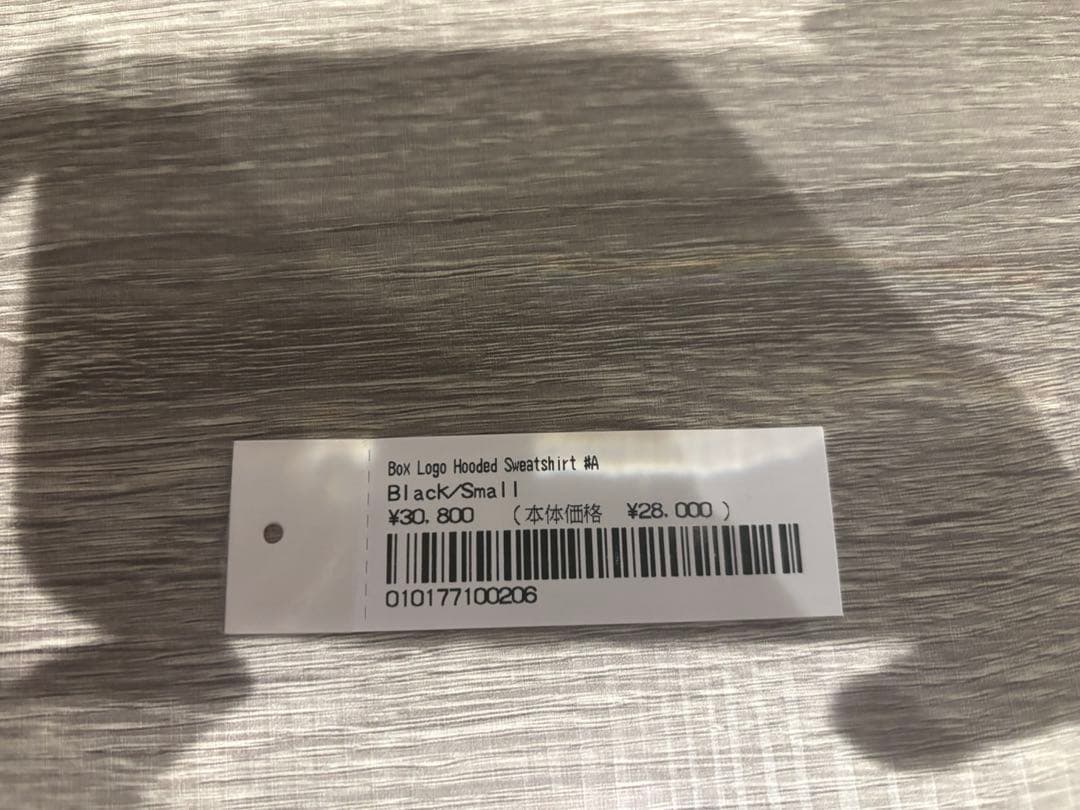 Box Logo Hooded Sweatshirt #A
Black/Small
¥30,800 (本体価格 ¥28,000)
010177100206